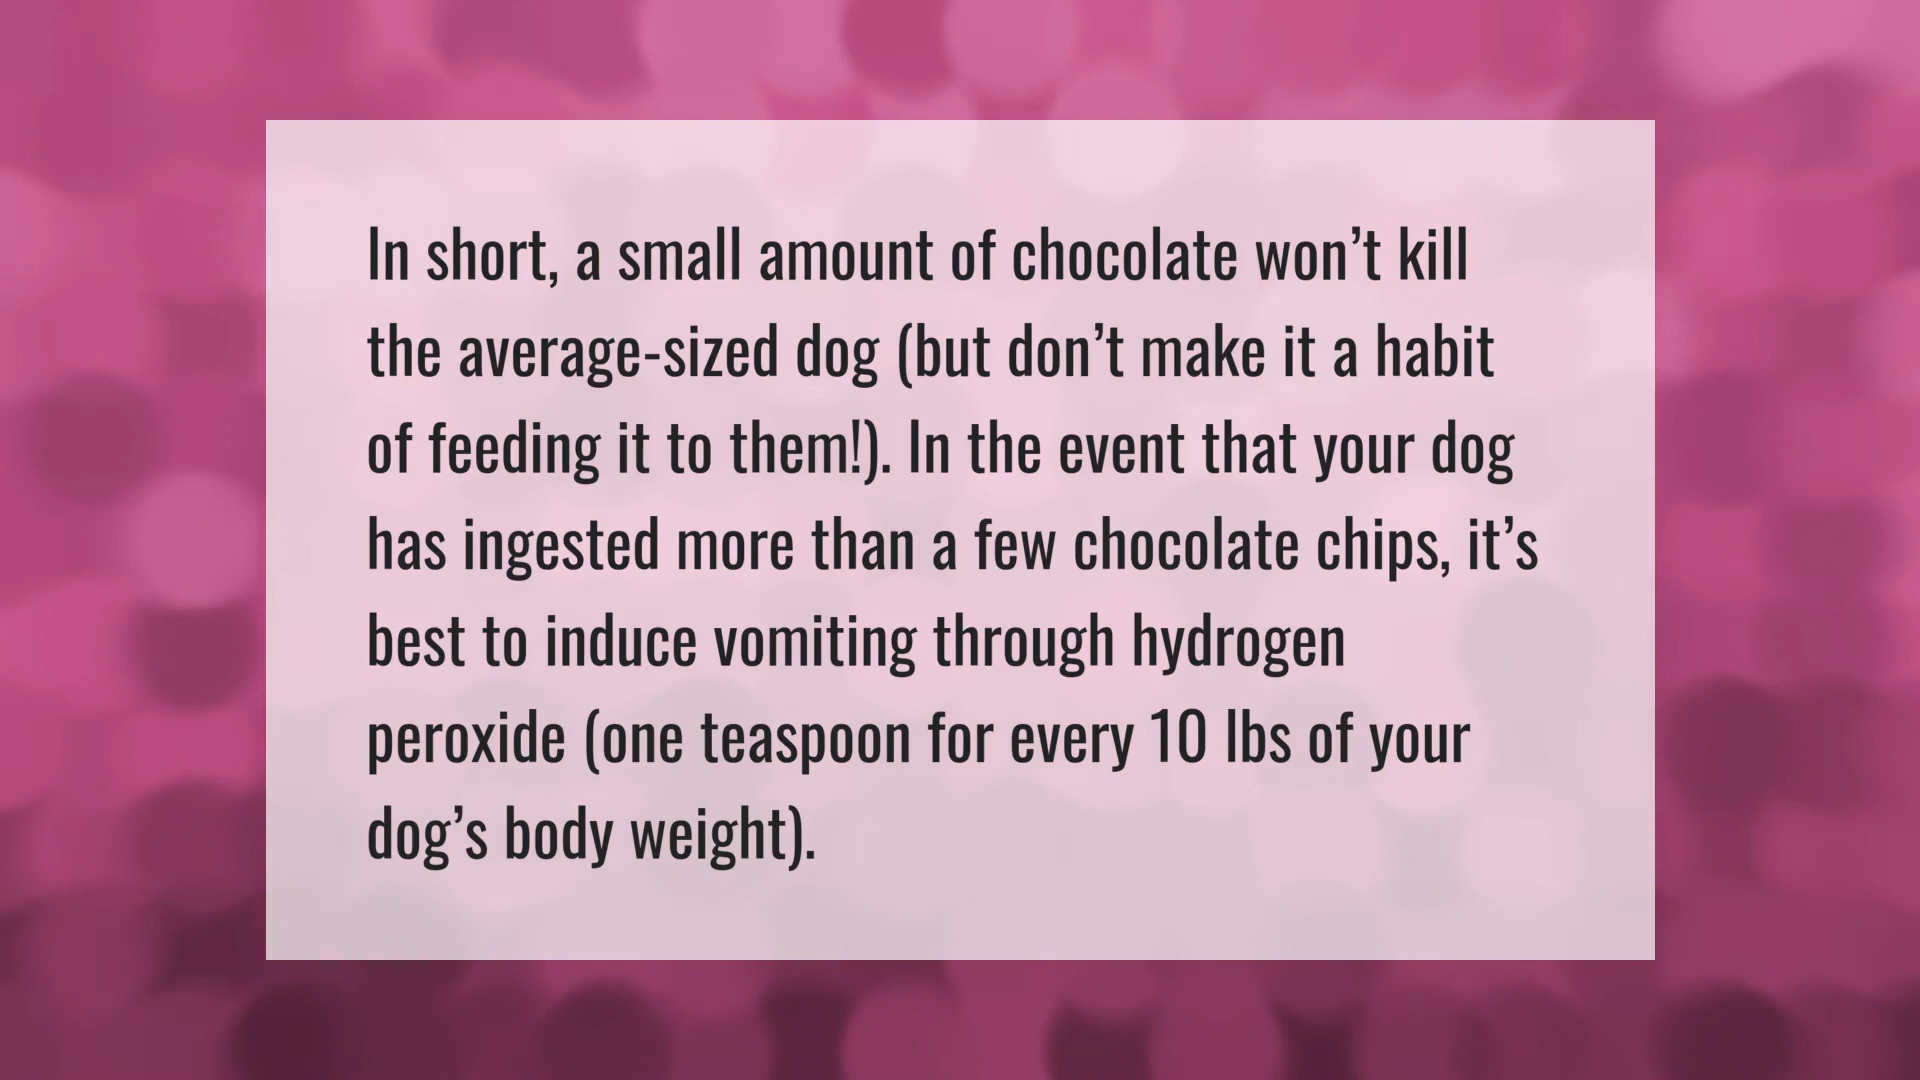 In short, a small amount of chocolate won’t kill
the average-sized dog (but don’t make it a habit
of feeding it to them!). In the event that your dog
has ingested more than a few chocolate chips, it’s
best to induce vomiting through hydrogen
peroxide (one teaspoon for every 10 lbs of your
dog’s body weight).